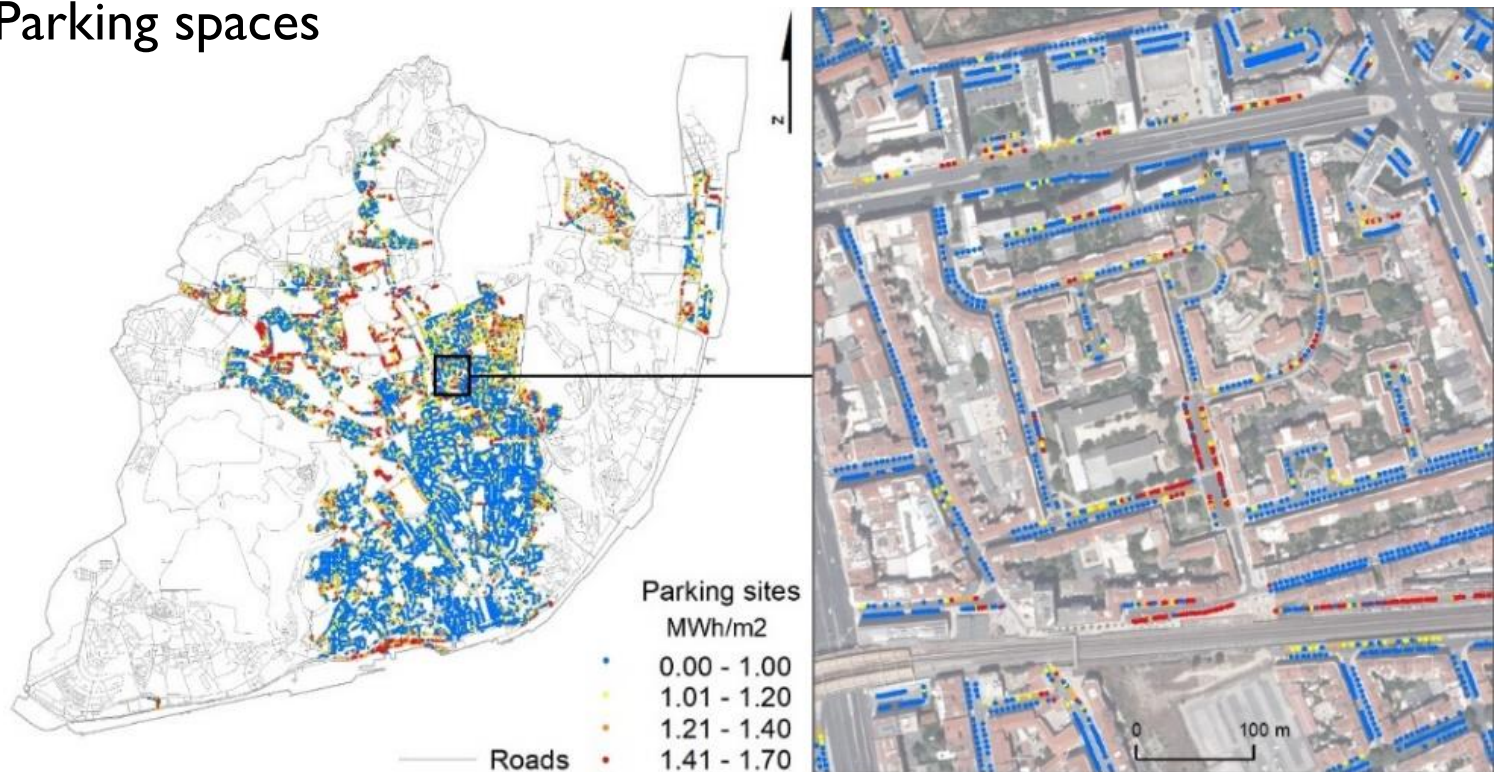 Parking spaces
N
Parking sites
MWh/m2
0.00 - 1.00
1.01 - 1.20
1.21 - 1.40
Roads
1.41 - 1.70
0
100 m